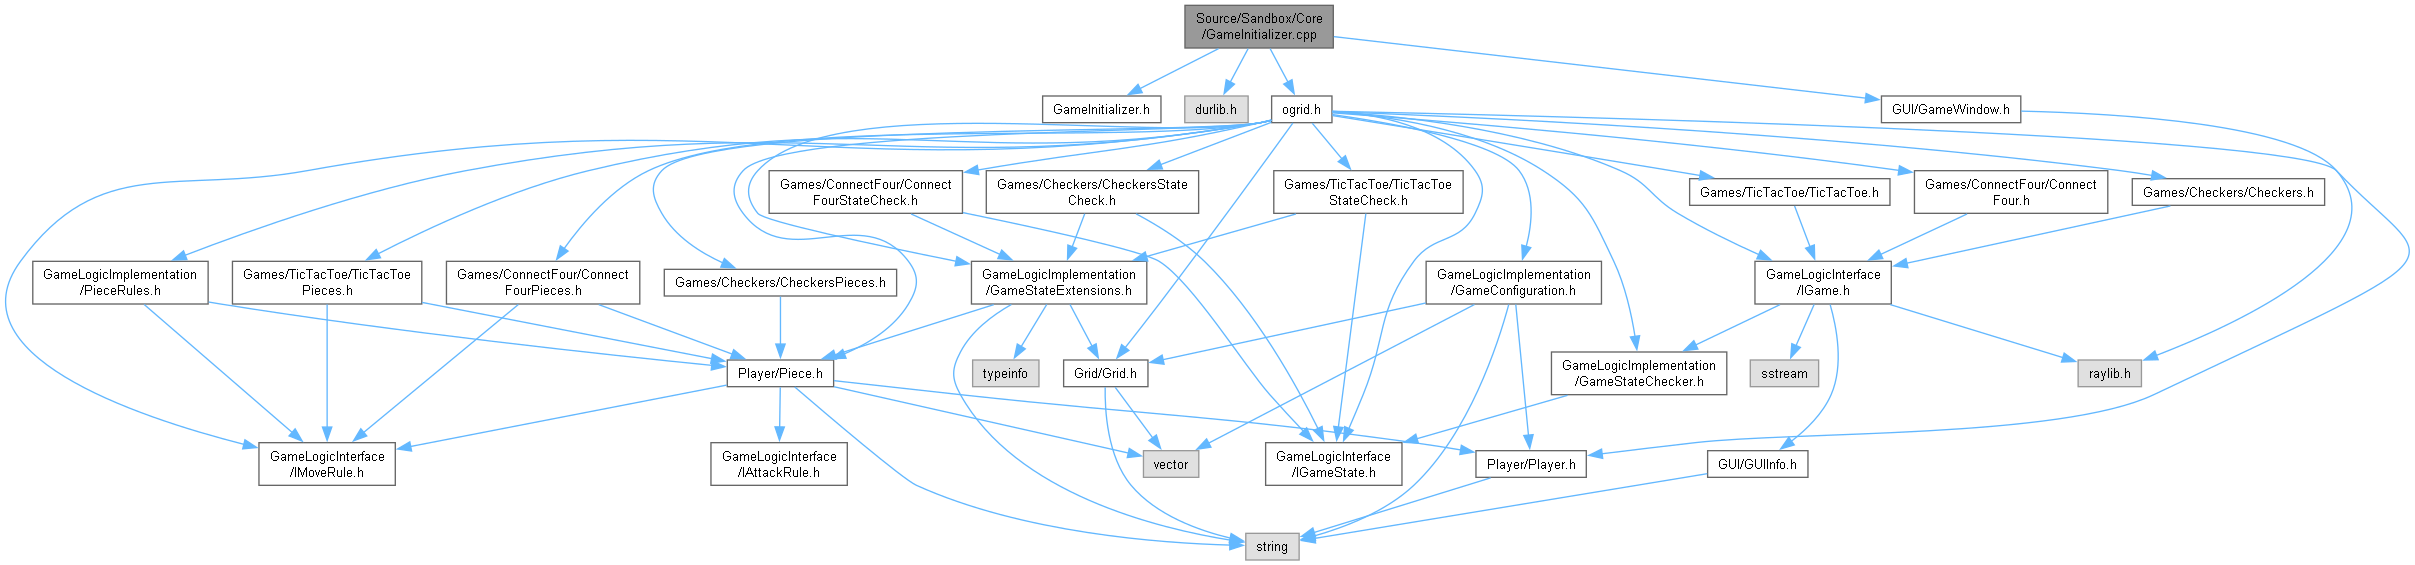 Source/Sandbox/Core
/GameInitializer.cpp
GameInitializer.h
durlib.h
ogrid.h
GUI/GameWindow.h
Games/ConnectFour/Connect
FourStateCheck.h
Games/Checkers/CheckersState
Check.h
Games/TicTacToe/TicTacToe
StateCheck.h
Games/TicTacToe/TicTacToe.h
Games/ConnectFour/Connect
Four.h
Games/Checkers/Checkers.h
GameLogicImplementation
/PieceRules.h
Games/TicTacToe/TicTacToe
Pieces.h
Games/ConnectFour/Connect
FourPieces.h
Games/Checkers/CheckersPieces.h
GameLogicImplementation
/GameStateExtensions.h
GameLogicImplementation
/GameConfiguration.h
GameLogicInterface
/IGame.h
Player/Piece.h
typeinfo
Grid/Grid.h
GameLogicImplementation
/GameStateChecker.h
sstream
raylib.h
GameLogicInterface
/IMoveRule.h
GameLogicInterface
/IAttackRule.h
vector
GameLogicInterface
/IGameState.h
Player/Player.h
GUI/GUIInfo.h
string